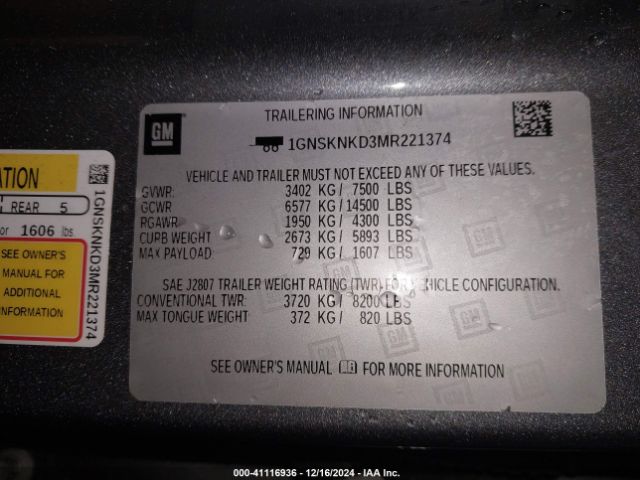 TRAILERING INFORMATION
GM
1GNSKNKD3MR221374
VEHICLE AND TRAILER MUST NOT EXCEED ANY OF THESE VALUES.
GVWR: 3402 KG/ 7500 LBS
GCWR: 6577 KG/ 14500 LBS
RGAWR: 1950 KG/ 4300 LBS
CURB WEIGHT 2673 KG/ 5893 LBS
MAX PAYLOAD: 729 KG/ 1607 LBS
SAE J2807 TRAILER WEIGHT RATING (TWR) FOR VEHICLE CONFIGURATION.
CONVENTIONAL TWR: 3720 KG/ 8200 LBS
MAX TONGUE WEIGHT: 372 KG/ 820 LBS
SEE OWNER'S MANUAL FOR MORE INFORMATION
REAR 5
or 1606 lbs
SEE OWNER'S
MANUAL FOR
ADDITIONAL
INFORMATION
1GNSKNKD3MR221374
000-41116936 - 12/16/2024 - IAA Inc.